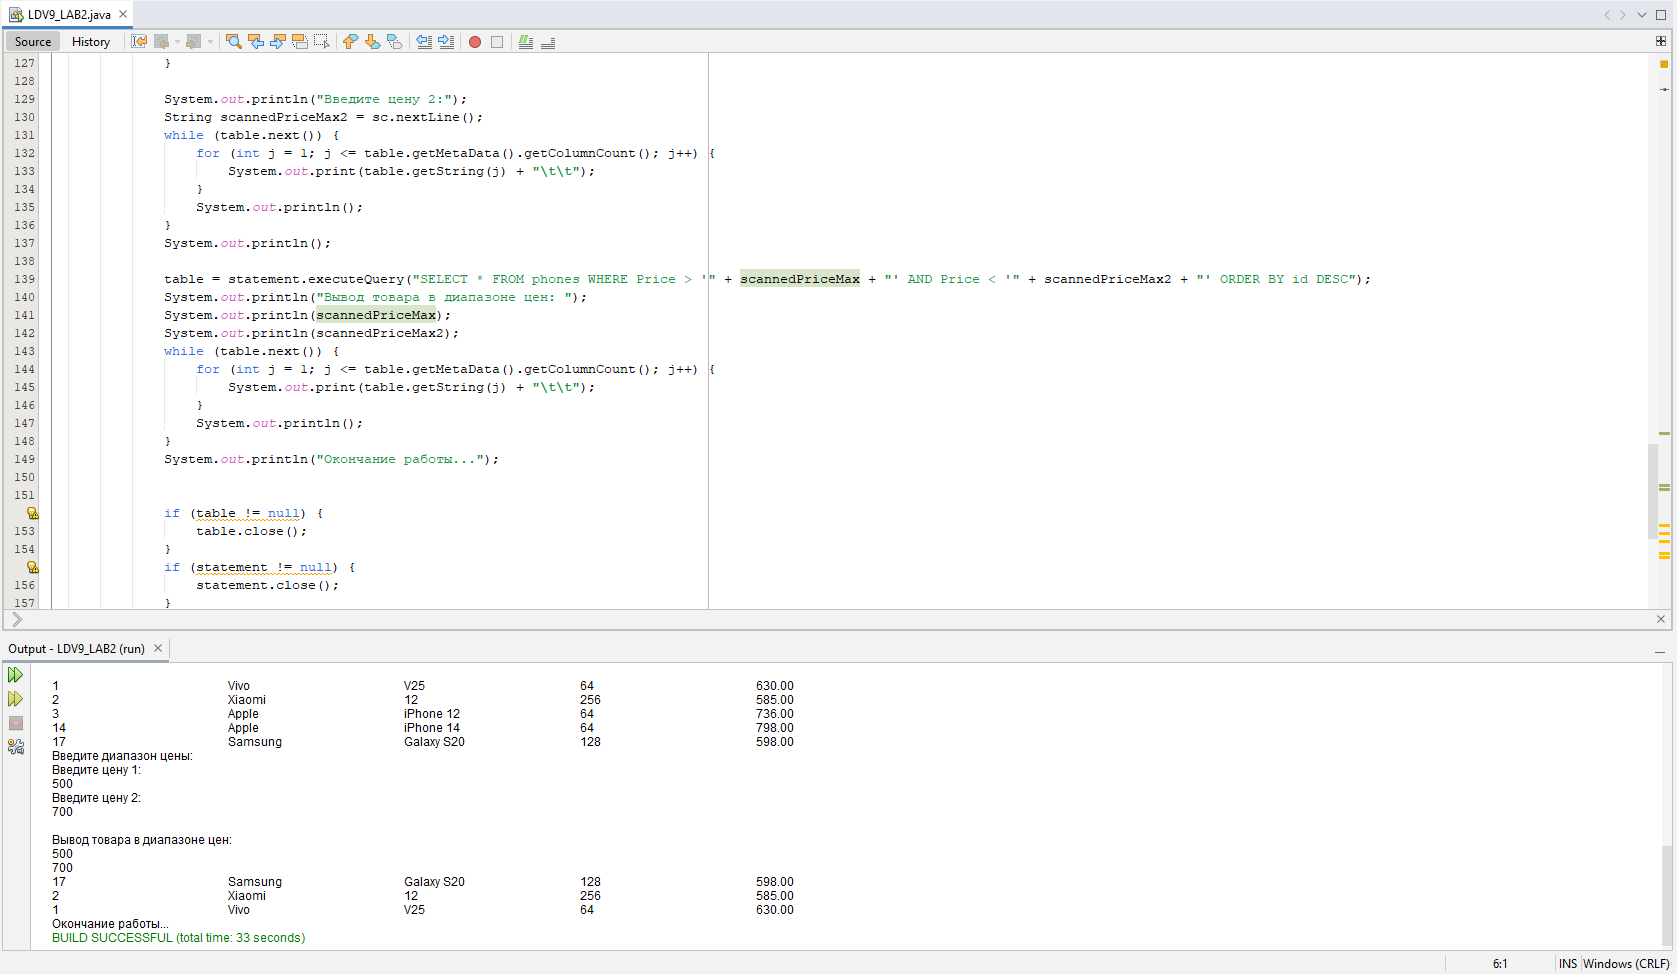 LDV9_LAB2.java
Source History
127 }
128
129 System.out.println("Введите цену 2:");
130 String scannedPriceMax2 = sc.nextLine();
131 while (table.next()) {
132 for (int j = 1; j <= table.getMetaData().getColumnCount(); j++) {
133 System.out.print(table.getString(j) + "\t\t");
134 }
135 System.out.println();
136 }
137 System.out.println();
138
139 table = statement.executeQuery("SELECT * FROM phones WHERE Price > '" + scannedPriceMax + "' AND Price < '" + scannedPriceMax2 + "' ORDER BY id DESC");
140 System.out.println("Вывод товара в диапазоне цен: ");
141 System.out.println(scannedPriceMax);
142 System.out.println(scannedPriceMax2);
143 while (table.next()) {
144 for (int j = 1; j <= table.getMetaData().getColumnCount(); j++) {
145 System.out.print(table.getString(j) + "\t\t");
146 }
147 System.out.println();
148 }
149 System.out.println("Окончание работы...");
150
151
if (table != null) {
153 table.close();
154 }
if (statement != null) {
156 statement.close();
157 }
Output - LDV9_LAB2 (run)
1 Vivo V25 64 630.00
2 Xiaomi 12 256 585.00
3 Apple iPhone 12 64 736.00
14 Apple iPhone 14 64 798.00
17 Samsung Galaxy S20 128 598.00
Введите диапазон цены:
Введите цену 1:
500
Введите цену 2:
700
Вывод товара в диапазоне цен:
500
700
17 Samsung Galaxy S20 128 598.00
2 Xiaomi 12 256 585.00
1 Vivo V25 64 630.00
Окончание работы...
BUILD SUCCESSFUL (total time: 33 seconds)
6:1 INS Windows (CRLF)